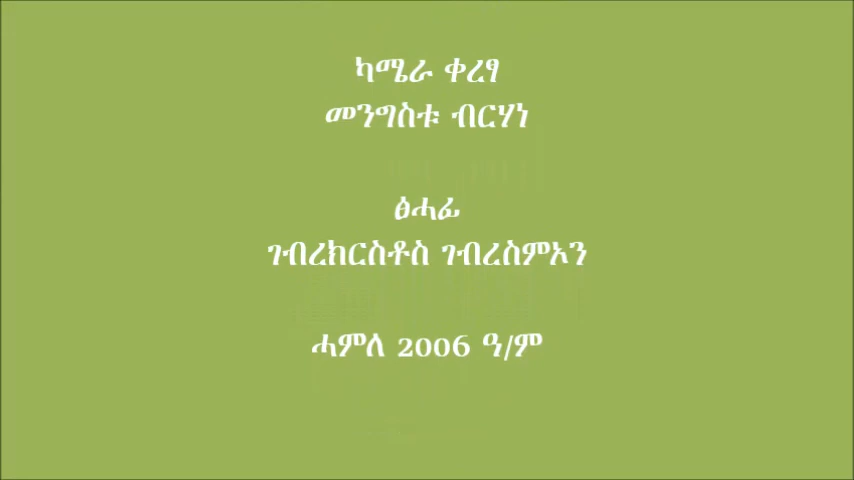 ካሜራ ቀረፃ
መንግስቱ ብርሃነ
ፅሓፊ
ገብረክርስቶስ ገብረስምኦን
ሓምለ 2006 ዓ/ም